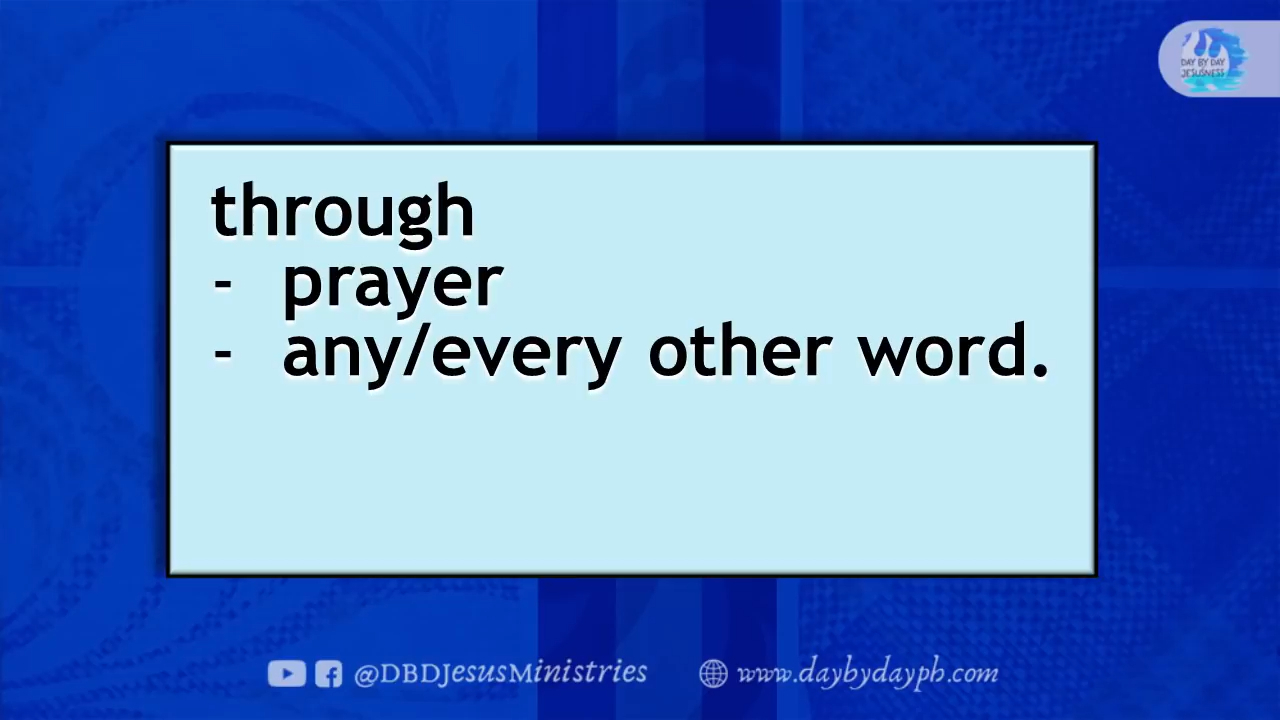 DAY BY DAY
JESUSNESS
through
- prayer
- any/every other word.
@DBDJesusMinistries
www.daybydayph.com